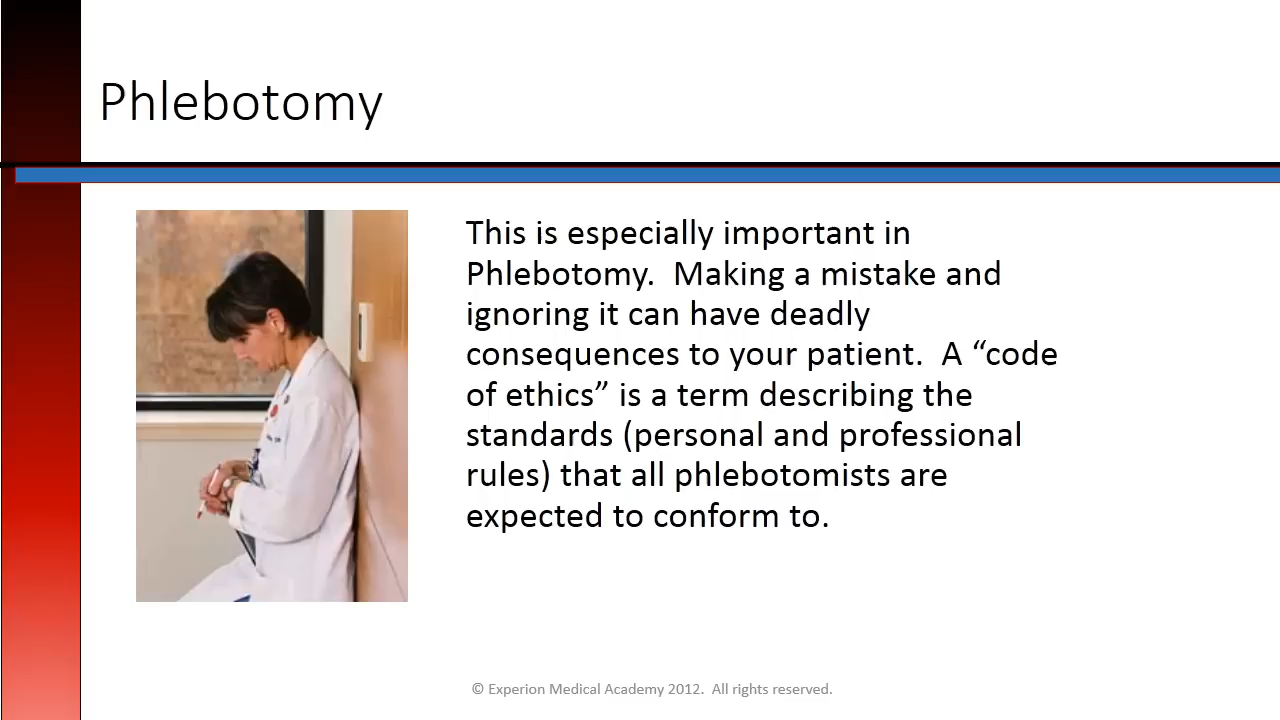 Phlebotomy
This is especially important in
Phlebotomy.  Making a mistake and
ignoring it can have deadly
consequences to your patient.  A “code
of ethics” is a term describing the
standards (personal and professional
rules) that all phlebotomists are
expected to conform to.
© Experion Medical Academy 2012.  All rights reserved.